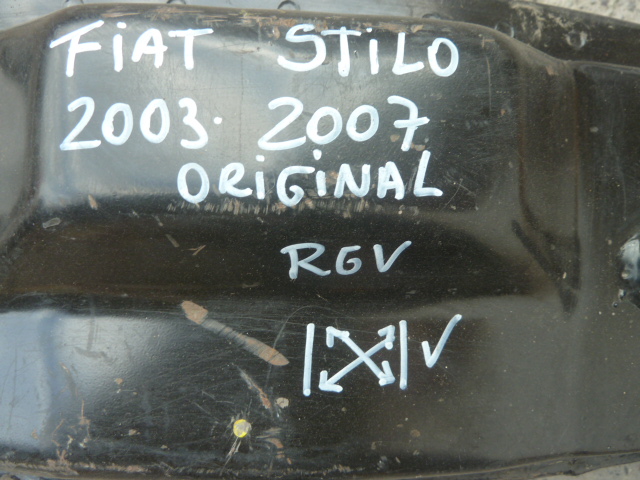 FiAT STiLO
2003. 2007
ORiGiNAL
RGV